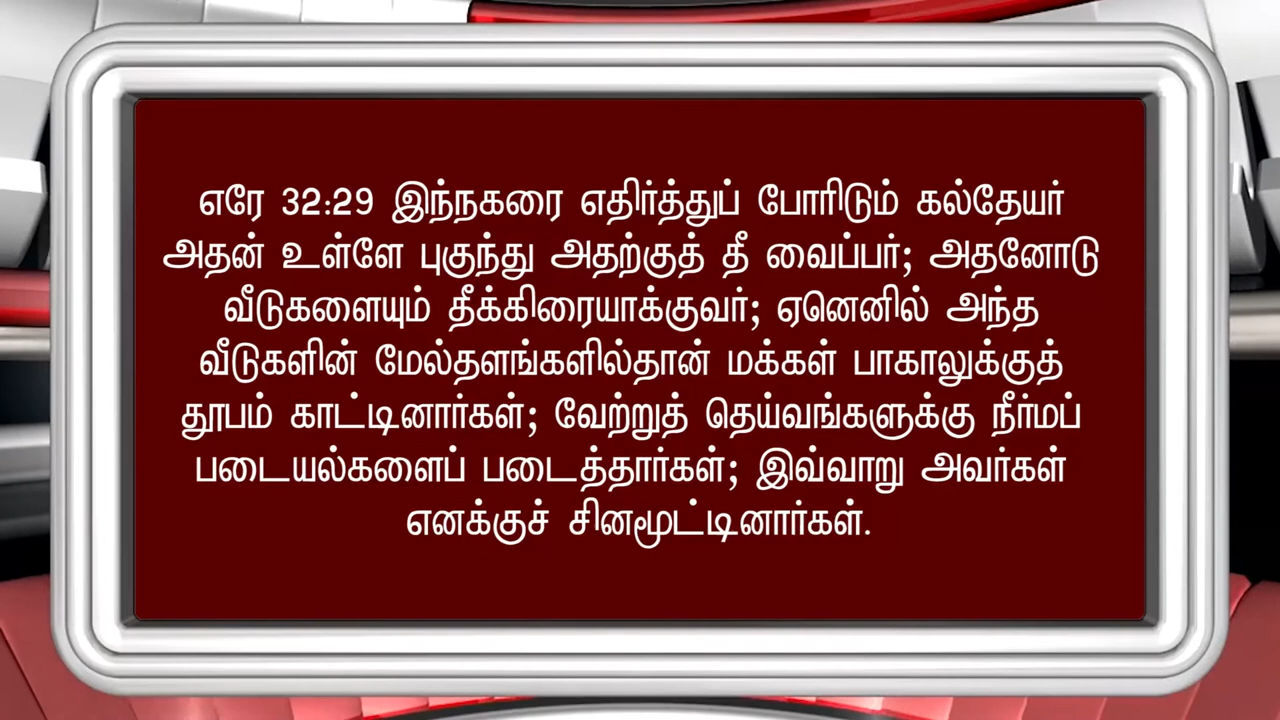 எரே 32:29 இந்நகரை எதிர்த்துப் போரிடும் கல்தேயர்
அதன் உள்ளே புகுந்து அதற்குத் தீ வைப்பர்; அதனோடு
வீடுகளையும் தீக்கிரையாக்குவர்; ஏனெனில் அந்த
வீடுகளின் மேல்தளங்களில்தான் மக்கள் பாகாலுக்குத்
தூபம் காட்டினார்கள்; வேற்றுத் தெய்வங்களுக்கு நீர்மப்
படையல்களைப் படைத்தார்கள்; இவ்வாறு அவர்கள்
எனக்குச் சினமூட்டினார்கள்.